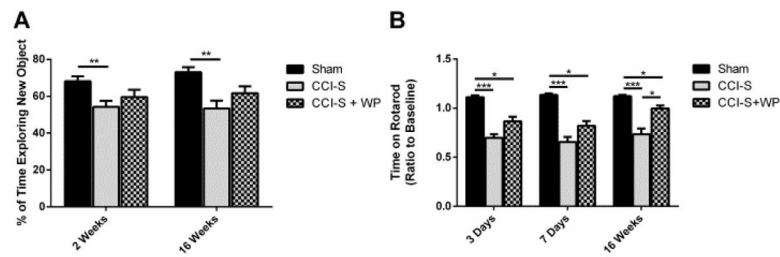 A
% of Time Exploring New Object
80
60
40
20
0
**
**
2 Weeks
16 Weeks
Sham
CCI-S
CCI-S + WP
B
Time on Rotarod
(Ratio to Baseline)
1.5
1.0
0.5
0.0
*
***
*
***
*
***
*
3 Days
7 Days
16 Weeks
Sham
CCI-S
CCI-S+WP